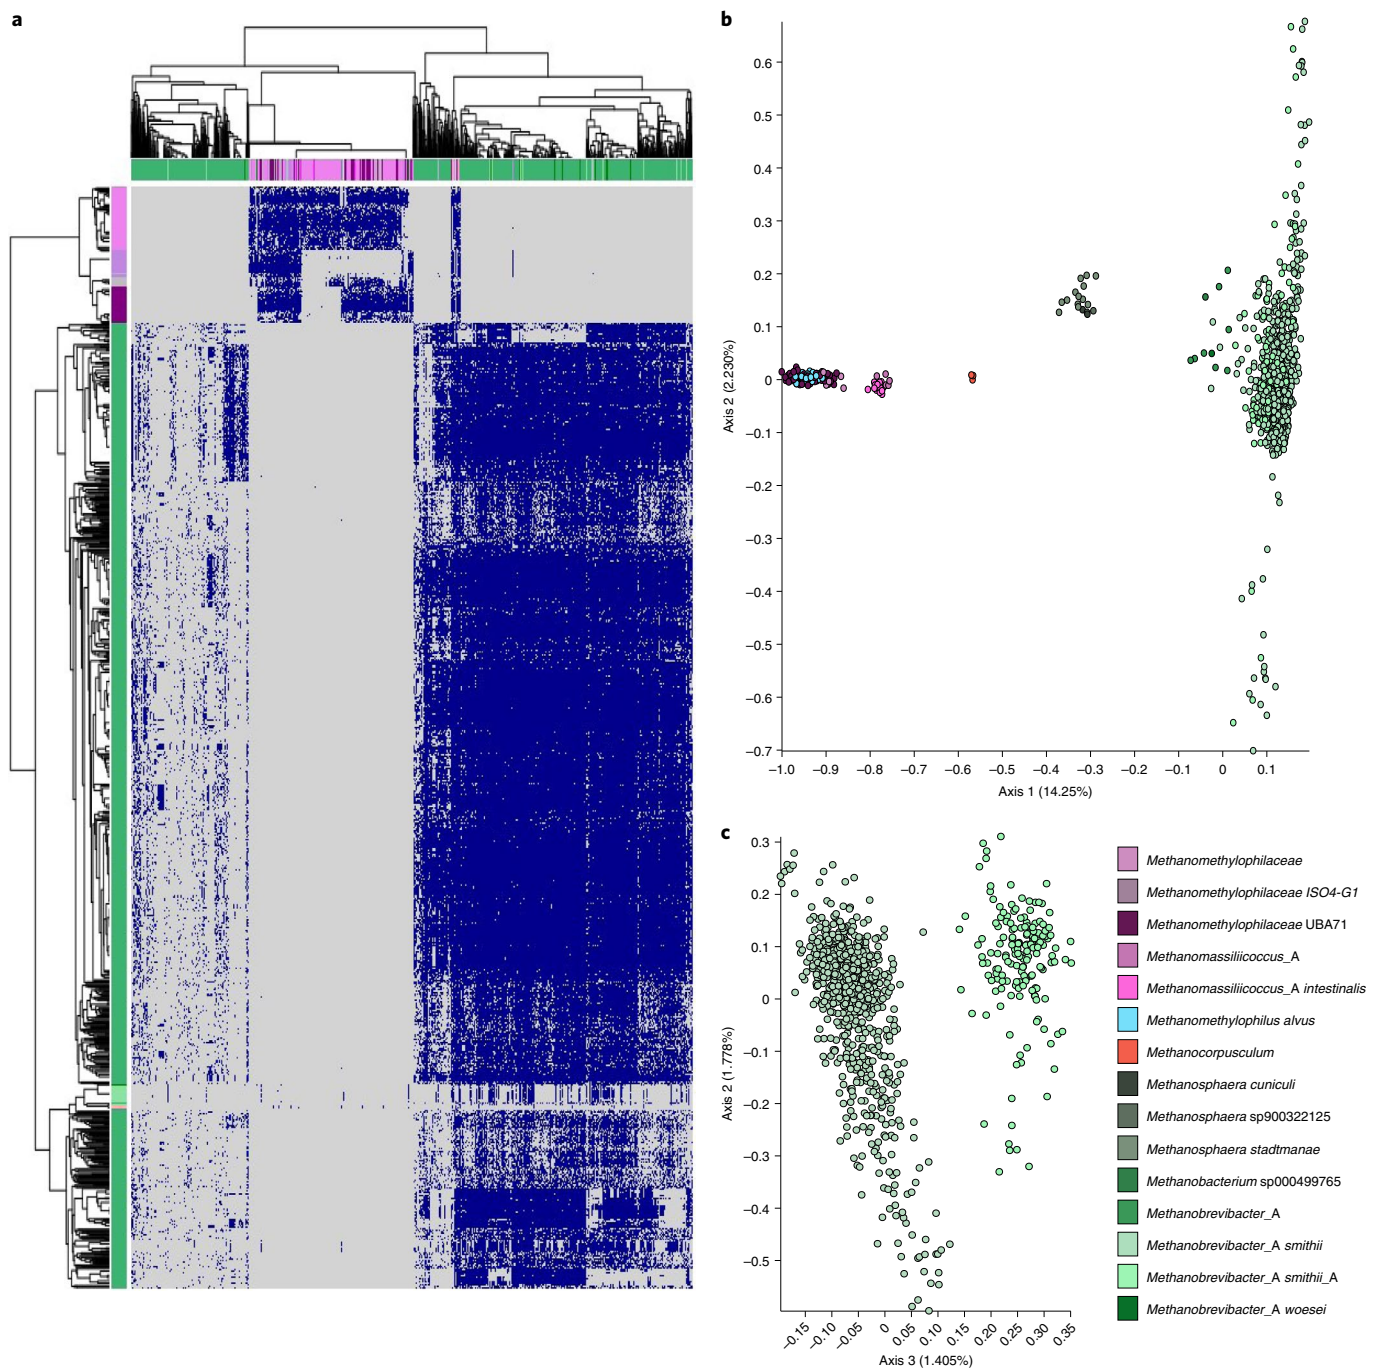 a
b
0.6
0.5
0.4
0.3
0.2
0.1
0
–0.1
–0.2
–0.3
–0.4
–0.5
–0.6
–0.7
Axis 2 (2.230%)
–1.0 –0.9 –0.8 –0.7 –0.6 –0.5 –0.4 –0.3 –0.2 –0.1 0 0.1
Axis 1 (14.25%)
c
0.3
0.2
0.1
0
–0.1
–0.2
–0.3
–0.4
–0.5
Axis 2 (1.778%)
–0.15 –0.10 –0.05 0 0.05 0.10 0.15 0.20 0.25 0.30 0.35
Axis 3 (1.405%)
Methanomethylophilaceae
Methanomethylophilaceae ISO4-G1
Methanomethylophilaceae UBA71
Methanomassiliicoccus_A
Methanomassiliicoccus_A intestinalis
Methanomethylophilus alvus
Methanocorpusculum
Methanosphaera cuniculi
Methanosphaera sp900322125
Methanosphaera stadtmanae
Methanobacterium sp000499765
Methanobrevibacter_A
Methanobrevibacter_A smithii
Methanobrevibacter_A smithii_A
Methanobrevibacter_A woesei